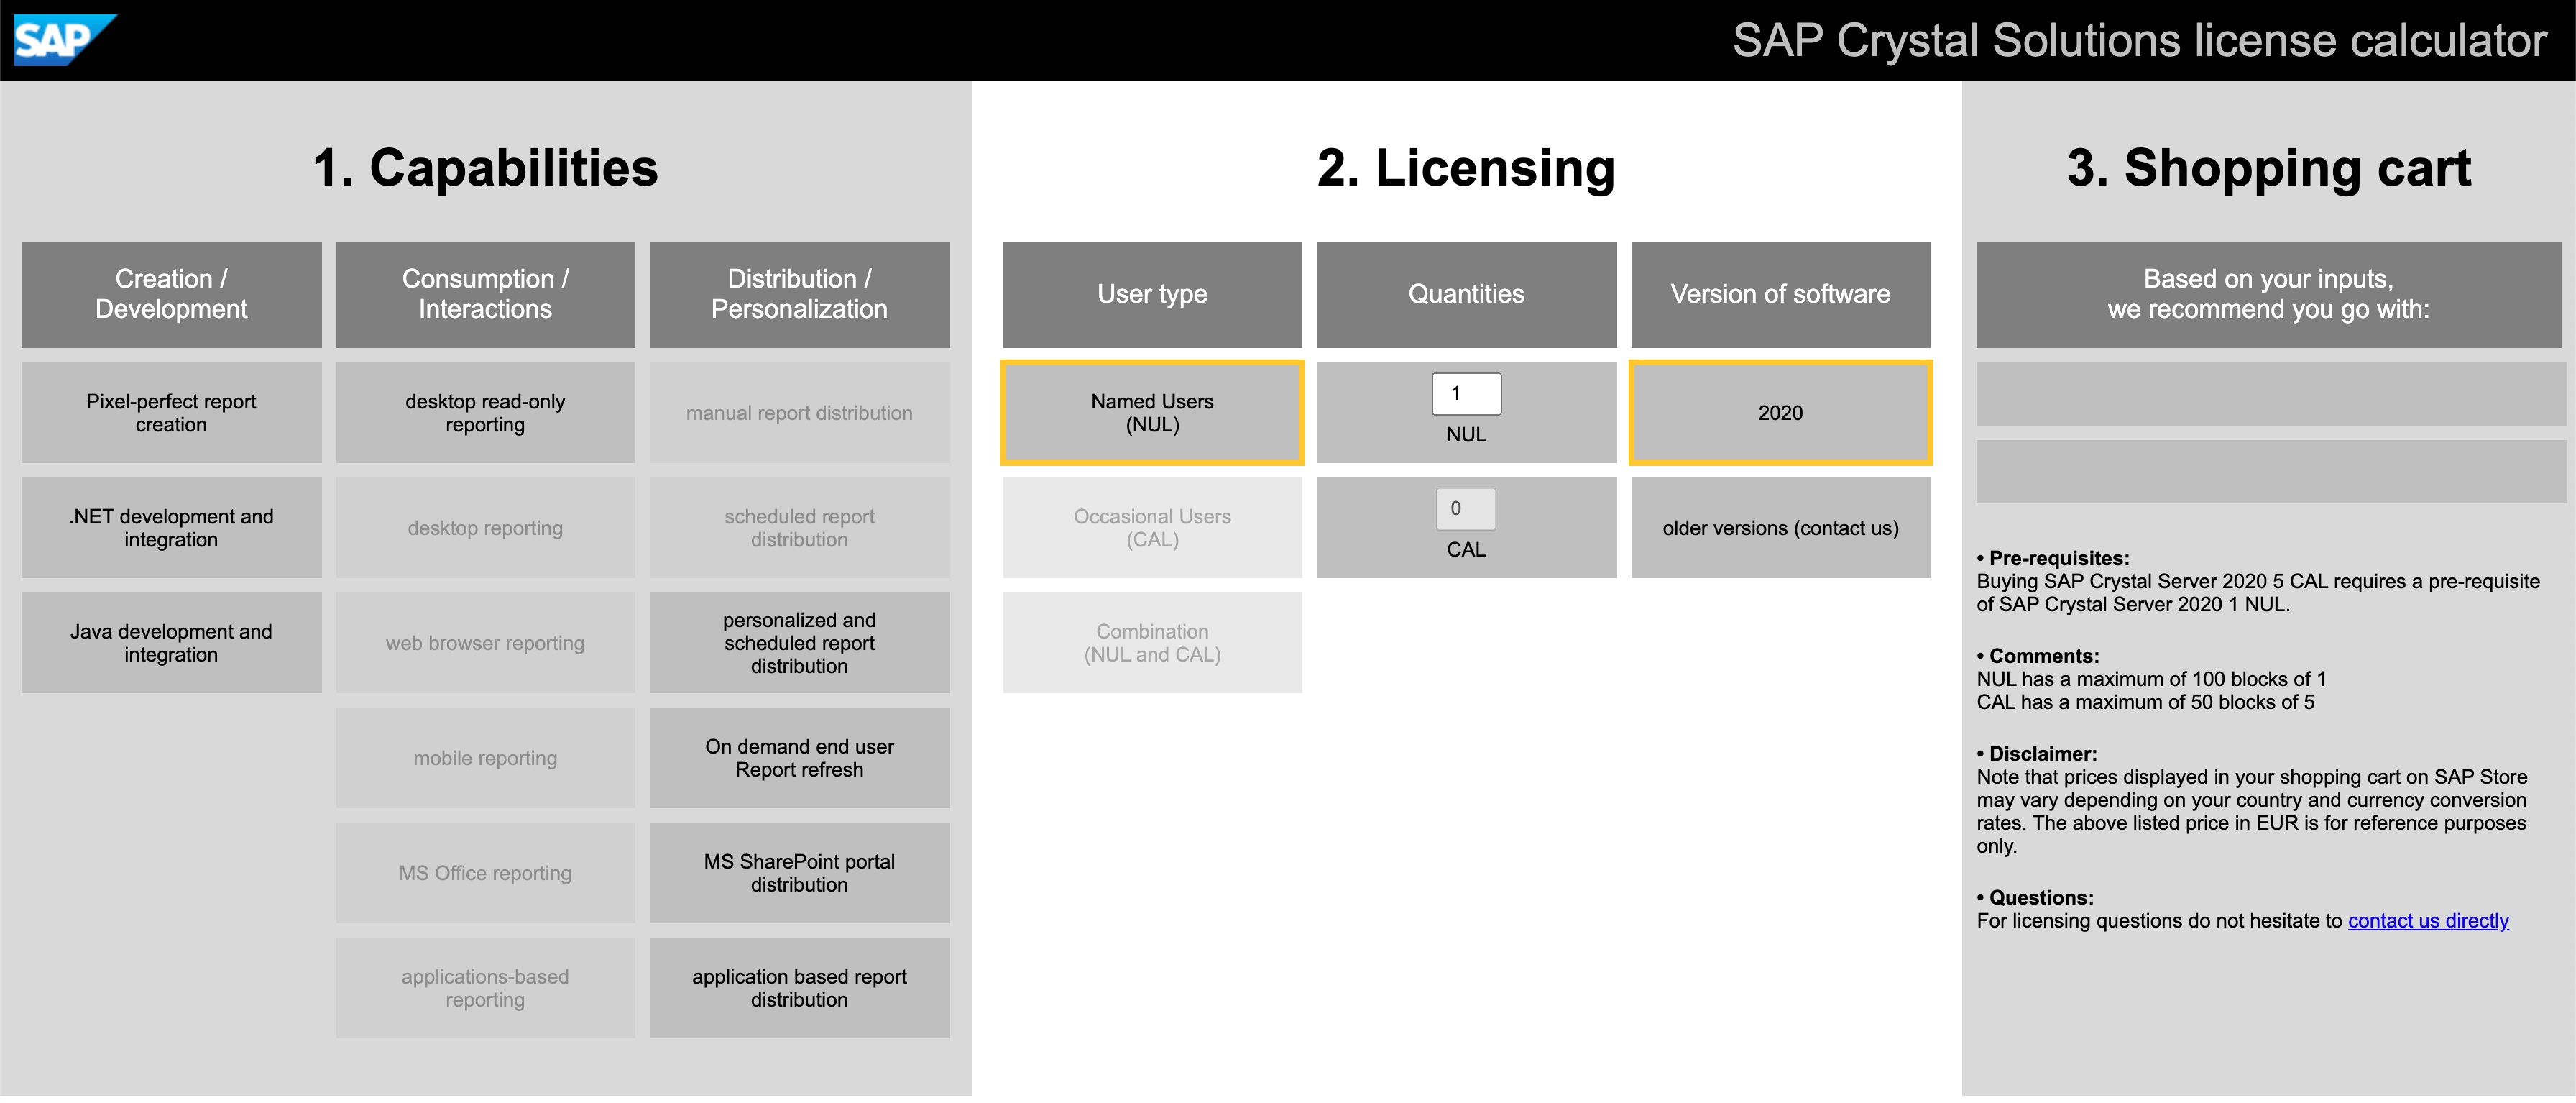 SAP
SAP Crystal Solutions license calculator
1. Capabilities
Creation /
Development
Pixel-perfect report
creation
.NET development and
integration
Java development and
integration
Consumption /
Interactions
desktop read-only
reporting
desktop reporting
web browser reporting
mobile reporting
MS Office reporting
applications-based
reporting
Distribution /
Personalization
manual report distribution
scheduled report
distribution
personalized and
scheduled report
distribution
On demand end user
Report refresh
MS SharePoint portal
distribution
application based report
distribution
2. Licensing
User type
Named Users
(NUL)
Occasional Users
(CAL)
Combination
(NUL and CAL)
Quantities
1
NUL
0
CAL
Version of software
2020
older versions (contact us)
3. Shopping cart
Based on your inputs,
we recommend you go with:
• Pre-requisites:
Buying SAP Crystal Server 2020 5 CAL requires a pre-requisite
of SAP Crystal Server 2020 1 NUL.
• Comments:
NUL has a maximum of 100 blocks of 1
CAL has a maximum of 50 blocks of 5
• Disclaimer:
Note that prices displayed in your shopping cart on SAP Store
may vary depending on your country and currency conversion
rates. The above listed price in EUR is for reference purposes
only.
• Questions:
For licensing questions do not hesitate to contact us directly